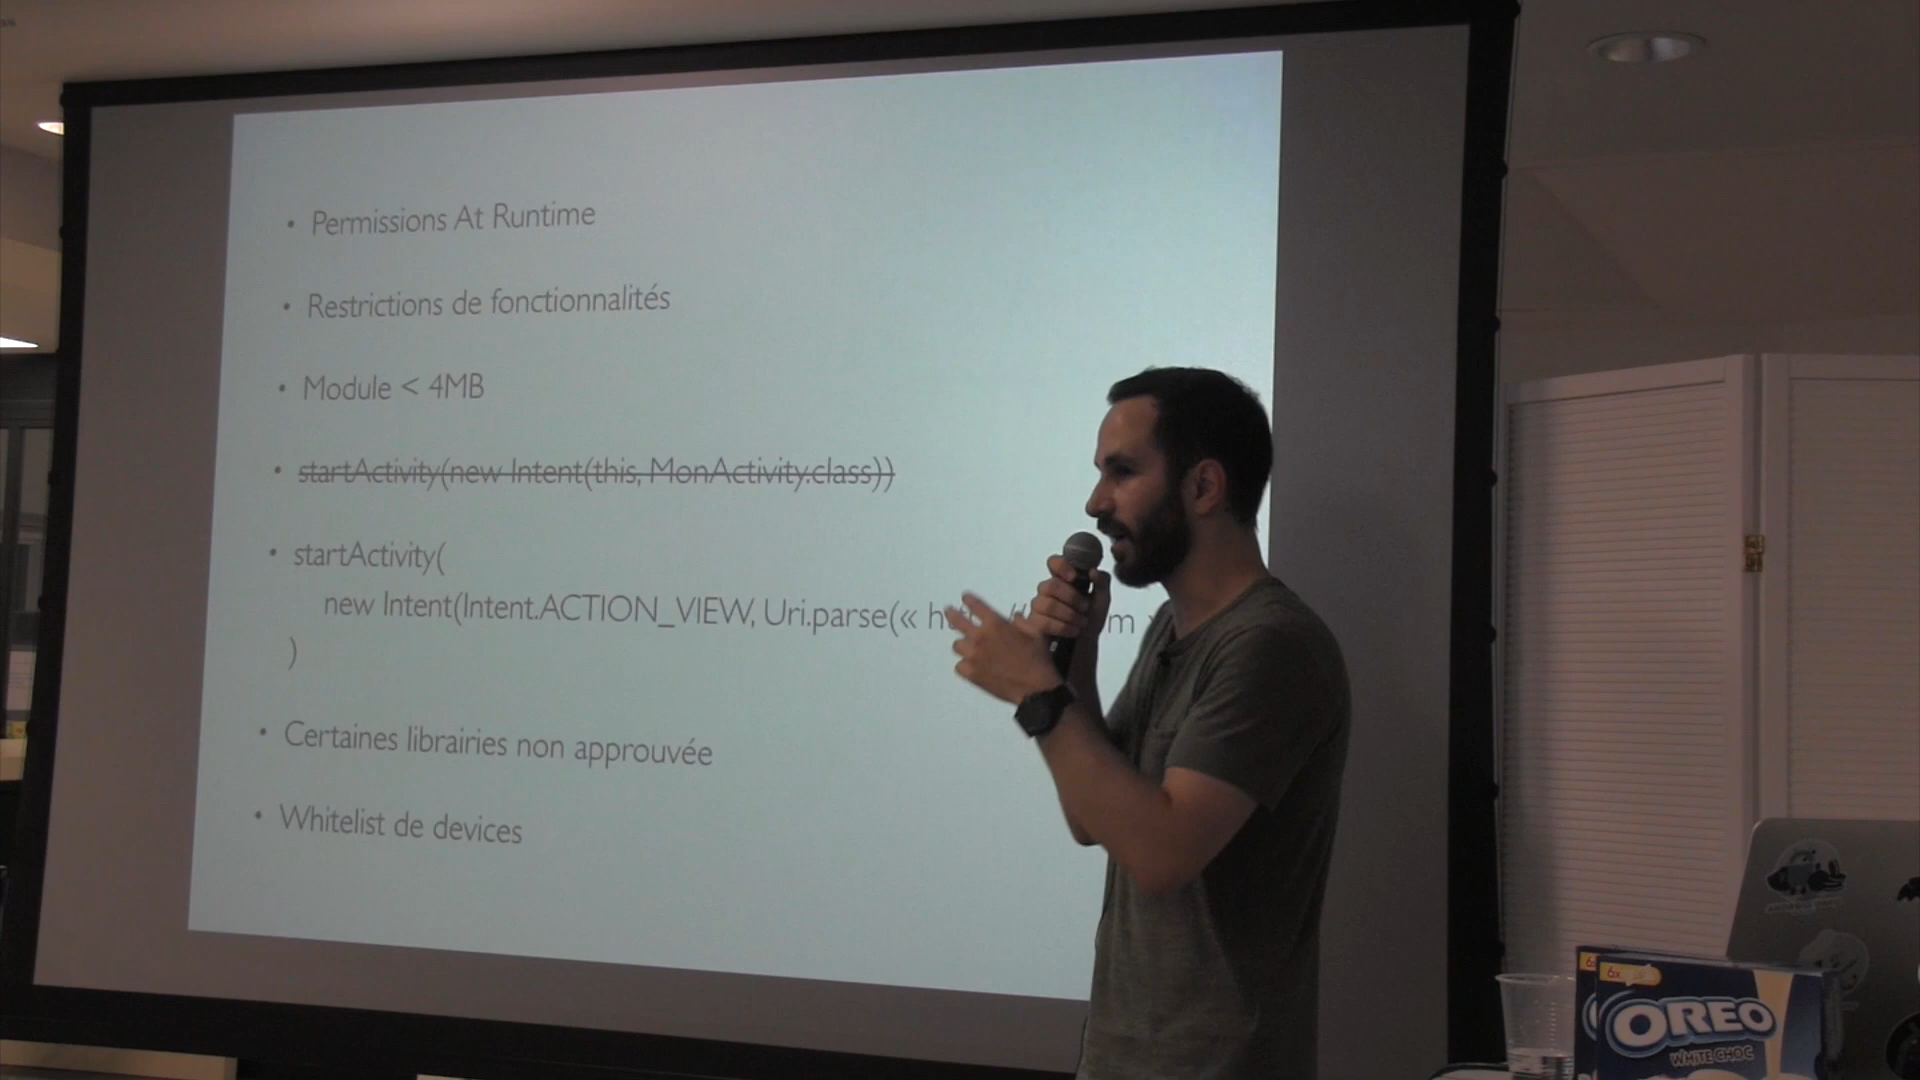 • Permissions At Runtime
• Restrictions de fonctionnalités
• Module < 4MB
• startActivity(new Intent(this, MonActivity.class))
• startActivity(
new Intent(Intent.ACTION_VIEW, Uri.parse(«
)
• Certaines librairies non approuvée
• Whitelist de devices
6x
OREO
WHITE CHOC